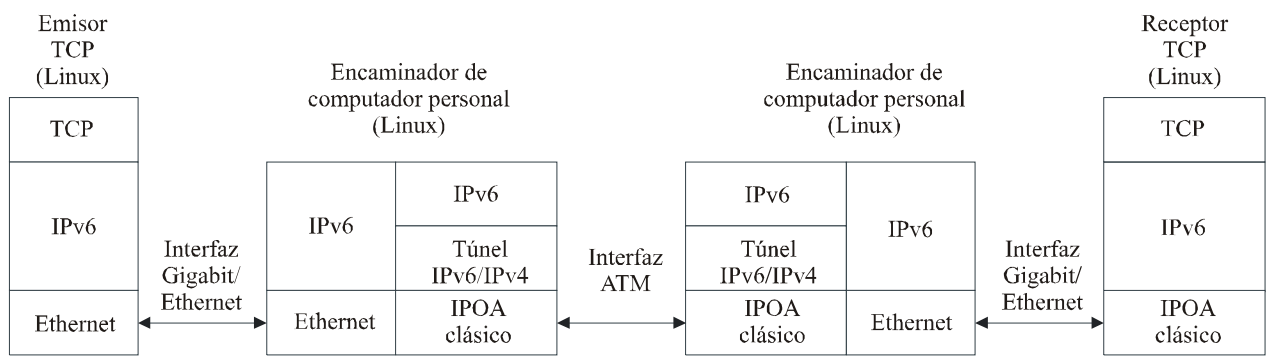 Emisor
TCP
(Linux)
Encaminador de
computador personal
(Linux)
Encaminador de
computador personal
(Linux)
Receptor
TCP
(Linux)
TCP
IPv6
Ethernet
Interfaz
Gigabit/
Ethernet
IPv6
Ethernet
IPv6
Túnel
IPv6/IPv4
IPOA
clásico
Interfaz
ATM
IPv6
Túnel
IPv6/IPv4
IPOA
clásico
IPv6
Ethernet
Interfaz
Gigabit/
Ethernet
TCP
IPv6
IPOA
clásico